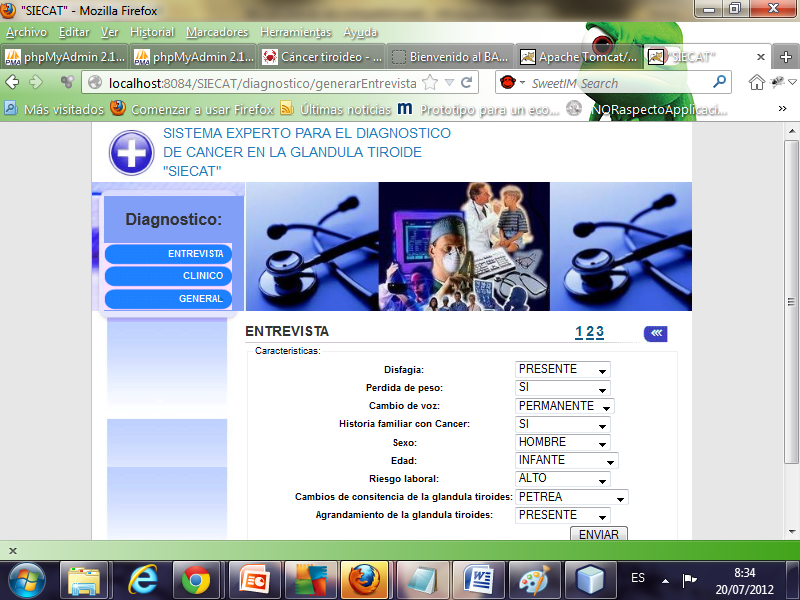 "SIECAT" - Mozilla Firefox
Archivo Editar Ver Historial Marcadores Herramientas Ayuda
phpMyAdmin 2.1... phpMyAdmin 2.1... Cáncer tiroideo - ... Bienvenido al BA... Apache Tomcat/... "SIECAT"
localhost:8084/SIECAT/diagnostico/generarEntrevista SweetIM Search
Más visitados Comenzar a usar Firefox Últimas noticias Prototipo para un eco... NORaspectoAplicaci...
SISTEMA EXPERTO PARA EL DIAGNOSTICO
DE CANCER EN LA GLANDULA TIROIDE
"SIECAT"
Diagnostico:
ENTREVISTA
CLINICO
GENERAL
ENTREVISTA 1 2 3
Caracteristicas:
Disfagia: PRESENTE
Perdida de peso: SI
Cambio de voz: PERMANENTE
Historia familiar con Cancer: SI
Sexo: HOMBRE
Edad: INFANTE
Riesgo laboral: ALTO
Cambios de consitencia de la glandula tiroides: PETREA
Agrandamiento de la glandula tiroides: PRESENTE
ENVIAR
ES 8:34
20/07/2012